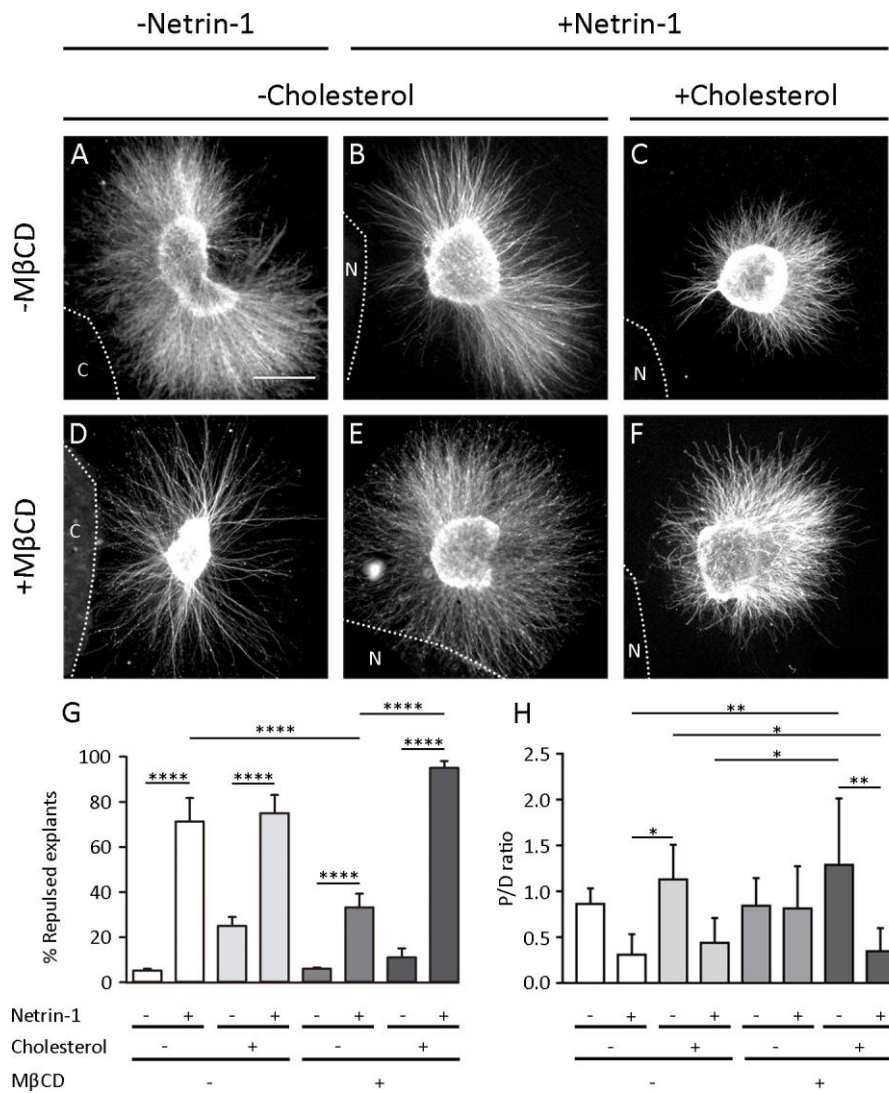 -Netrin-1 +Netrin-1
-Cholesterol +Cholesterol
-MβCD
A B C
C N N
+MβCD
D E F
C N N
G H
% Repulsed explants
100
80
60
40
20
0
**** **** **** **** **** ****
P/D ratio
2.5
2.0
1.5
1.0
0.5
0.0
**
*
*
* **
Netrin-1 - + - + - + - + - + - + - + - +
Cholesterol - + - + - + - +
MβCD - + - +